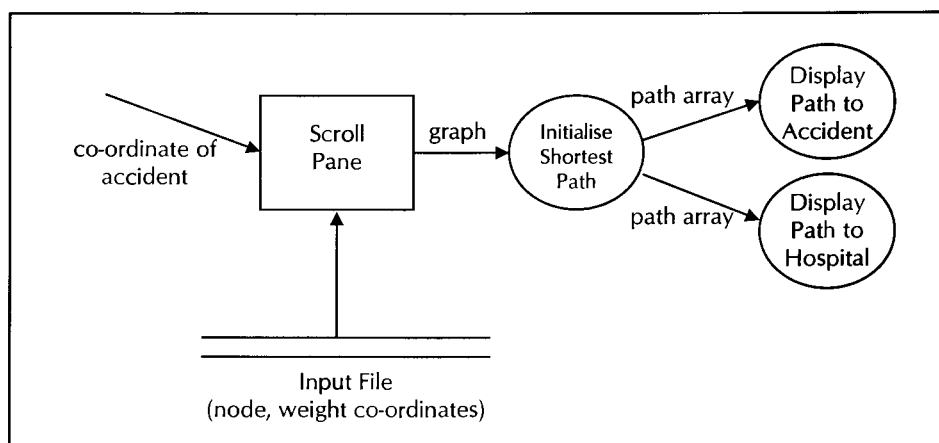 co-ordinate of
accident
Scroll
Pane
graph
Initialise
Shortest
Path
path array
path array
Display
Path to
Accident
Display
Path to
Hospital
Input File
(node, weight co-ordinates)